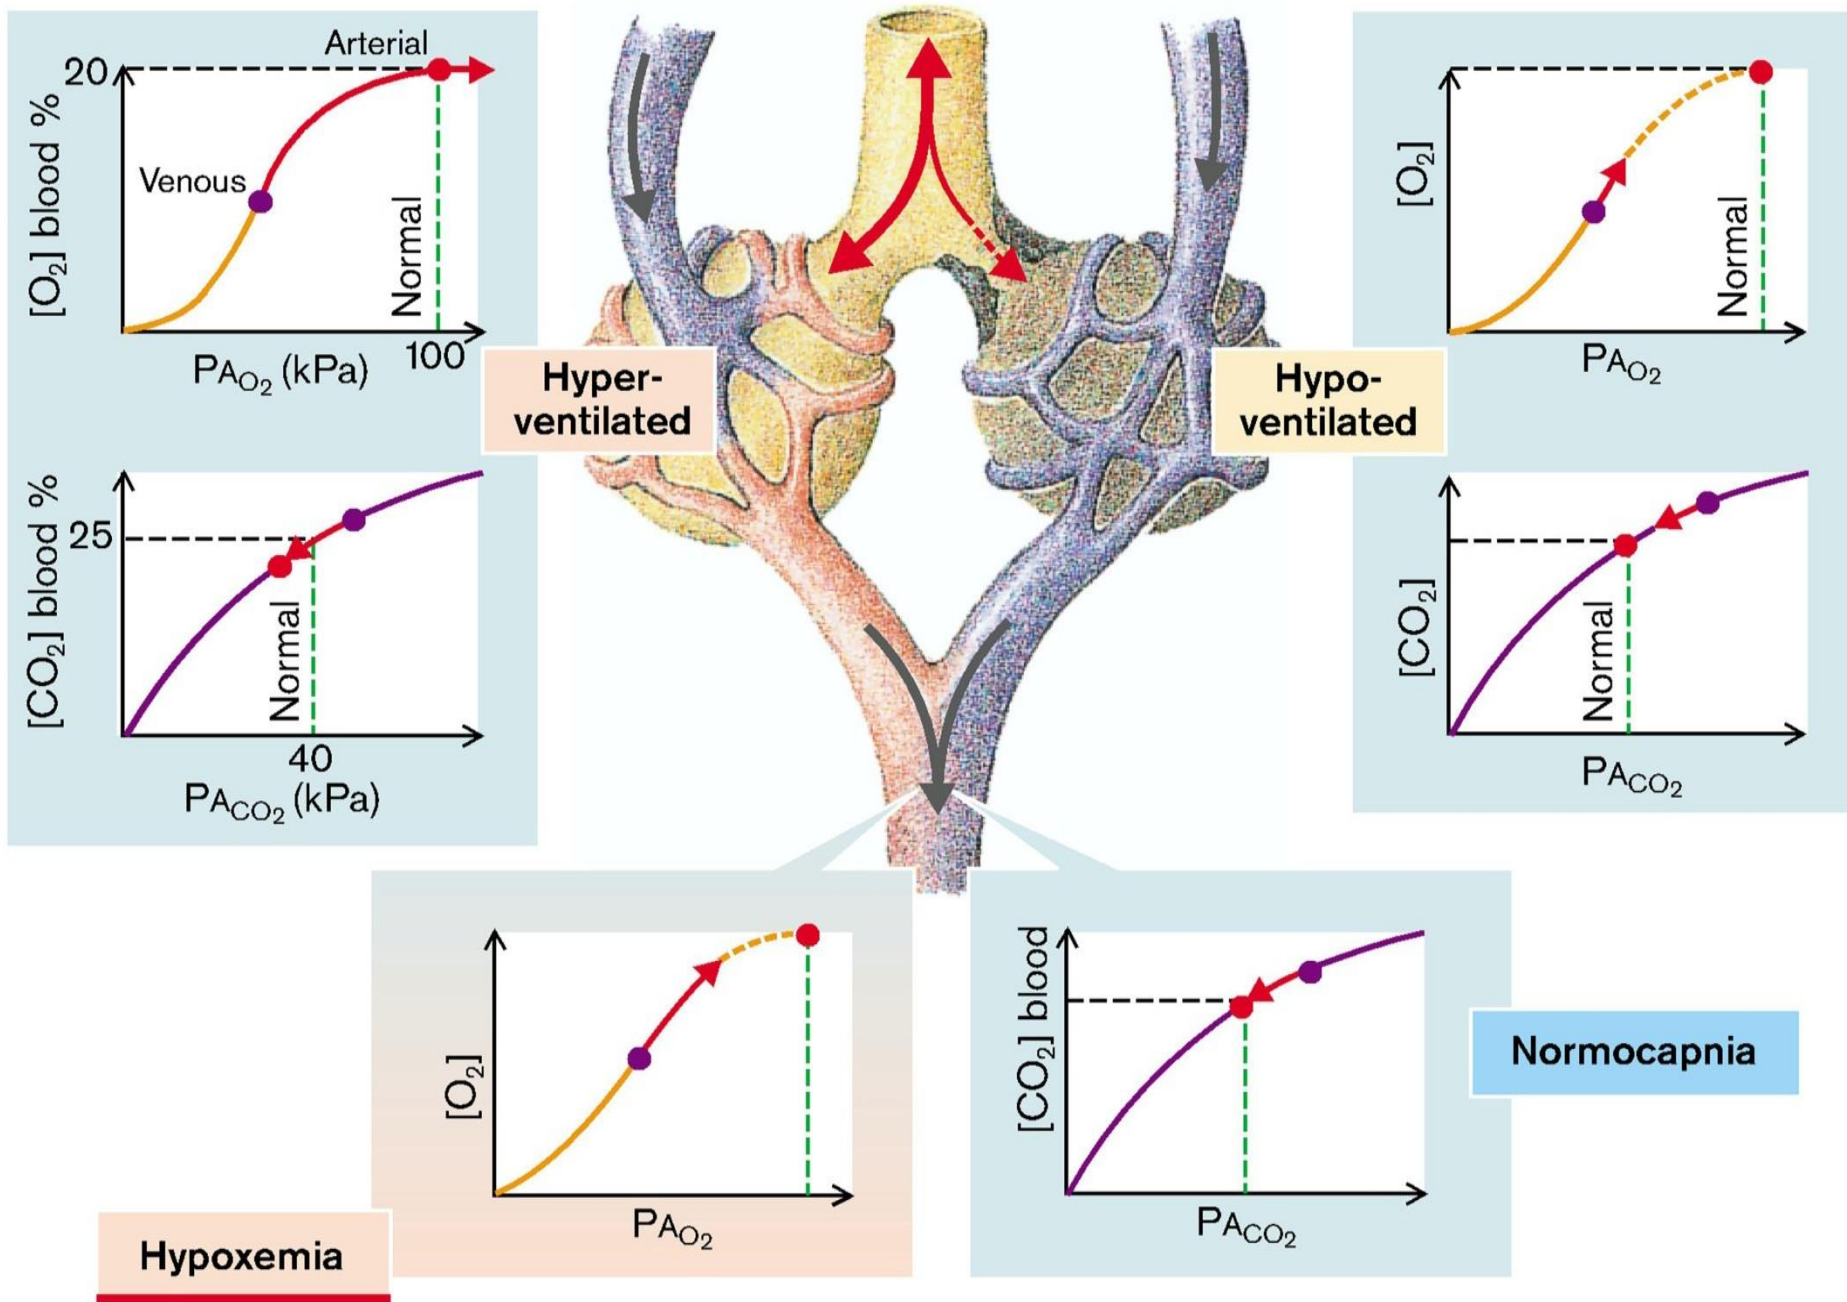 Arterial
20
Venous
Normal
[O₂] blood %
PAO₂ (kPa)
100
[CO₂] blood %
25
Normal
40
PACO₂ (kPa)
Hyper-
ventilated
Hypo-
ventilated
[O₂]
Normal
PAO₂
[CO₂]
Normal
PACO₂
[O₂]
PAO₂
Hypoxemia
[CO₂] blood
PACO₂
Normocapnia